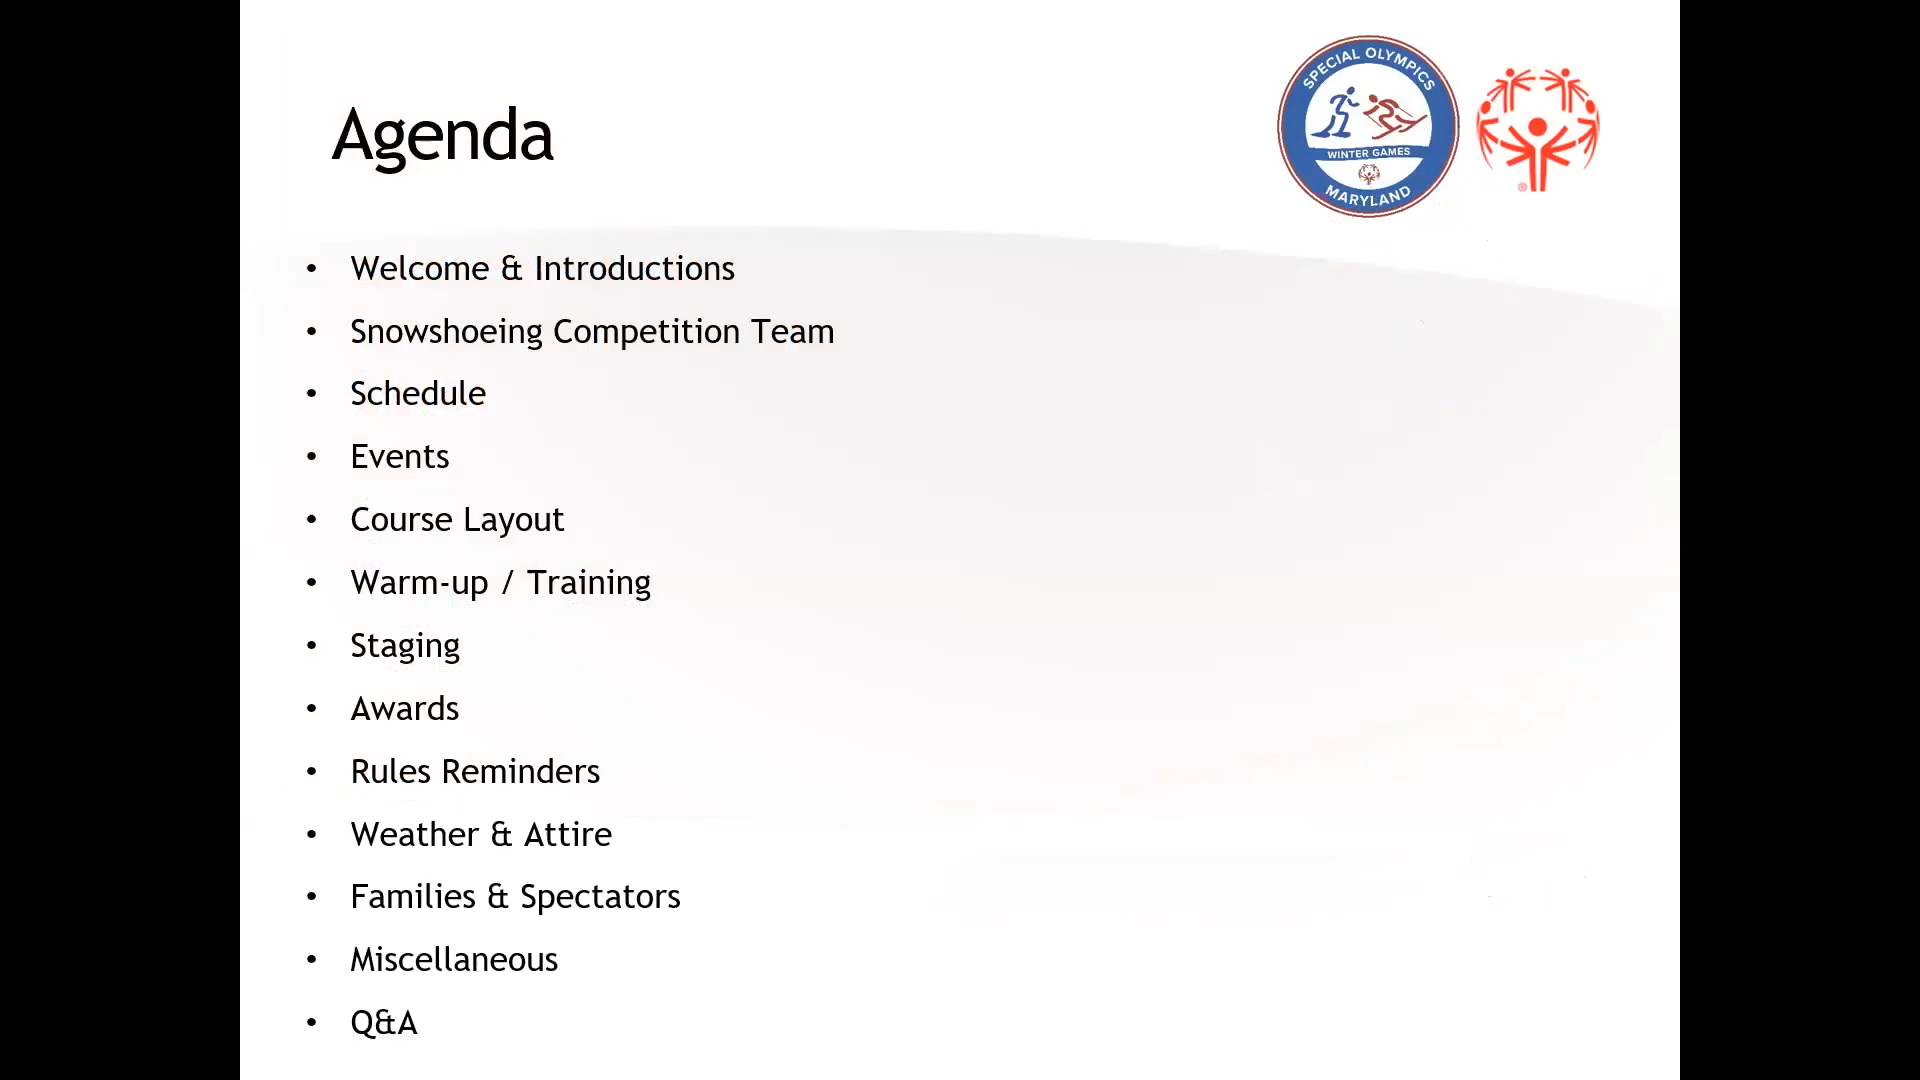 SPECIAL OLYMPICS
WINTER GAMES
MARYLAND
®
Agenda
• Welcome & Introductions
• Snowshoeing Competition Team
• Schedule
• Events
• Course Layout
• Warm-up / Training
• Staging
• Awards
• Rules Reminders
• Weather & Attire
• Families & Spectators
• Miscellaneous
• Q&A